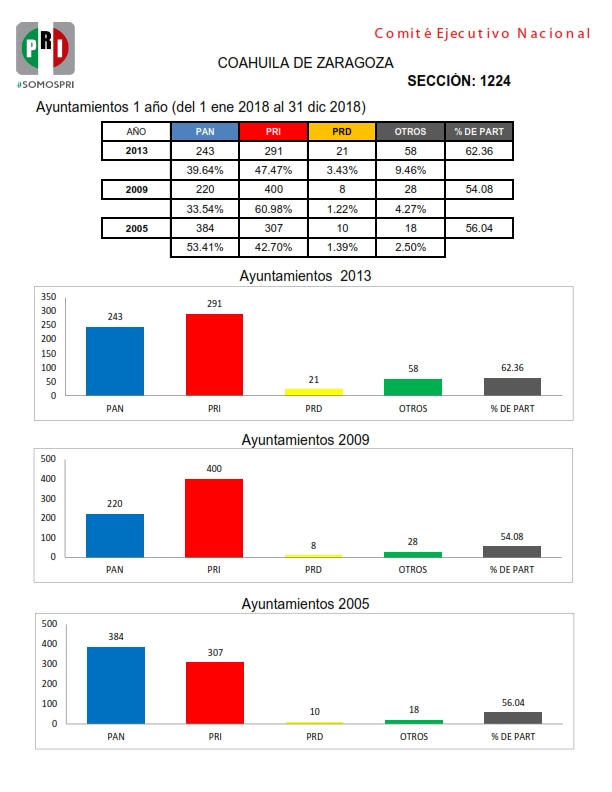 Comité Ejecutivo Nacional
PRI
#SOMOSPRI
COAHUILA DE ZARAGOZA
SECCIÓN: 1224
Ayuntamientos 1 año (del 1 ene 2018 al 31 dic 2018)
AÑO PAN PRI PRD OTROS % DE PART
2013 243 291 21 58 62.36
39.64% 47.47% 3.43% 9.46%
2009 220 400 8 28 54.08
33.54% 60.98% 1.22% 4.27%
2005 384 307 10 18 56.04
53.41% 42.70% 1.39% 2.50%
Ayuntamientos 2013
350
300
250
200
150
100
50
0
243
291
21
58
62.36
PAN PRI PRD OTROS % DE PART
Ayuntamientos 2009
500
400
300
200
100
0
220
400
8
28
54.08
PAN PRI PRD OTROS % DE PART
Ayuntamientos 2005
500
400
300
200
100
0
384
307
10
18
56.04
PAN PRI PRD OTROS % DE PART